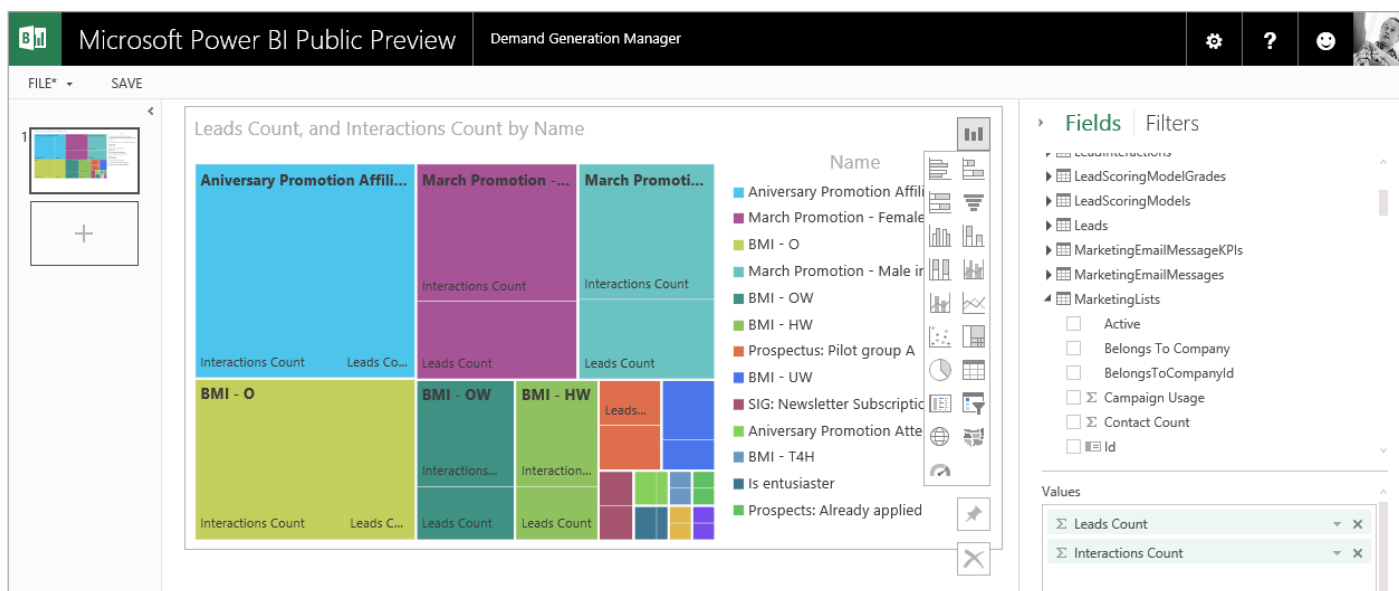 Microsoft Power BI Public Preview
Demand Generation Manager
?
FILE*
SAVE
1
Leads Count, and Interactions Count by Name
Aniversary Promotion Affili...
Interactions Count
Leads Co...
March Promotion -...
Interactions Count
Leads Count
March Promoti...
Interactions Count
Leads Count
BMI - O
Interactions Count
Leads C...
BMI - OW
Interactions...
Leads Count
BMI - HW
Interaction...
Leads Count
Leads...
Name
Aniversary Promotion Affili
March Promotion - Female
BMI - O
March Promotion - Male in
BMI - OW
BMI - HW
Prospectus: Pilot group A
BMI - UW
SIG: Newsletter Subscriptic
Aniversary Promotion Atte
BMI - T4H
Is entusiaster
Prospects: Already applied
Fields
Filters
LeadInteractions
LeadScoringModelGrades
LeadScoringModels
Leads
MarketingEmailMessageKPIs
MarketingEmailMessages
MarketingLists
Active
Belongs To Company
BelongsToCompanyId
Σ Campaign Usage
Σ Contact Count
Id
Values
Σ Leads Count
Σ Interactions Count